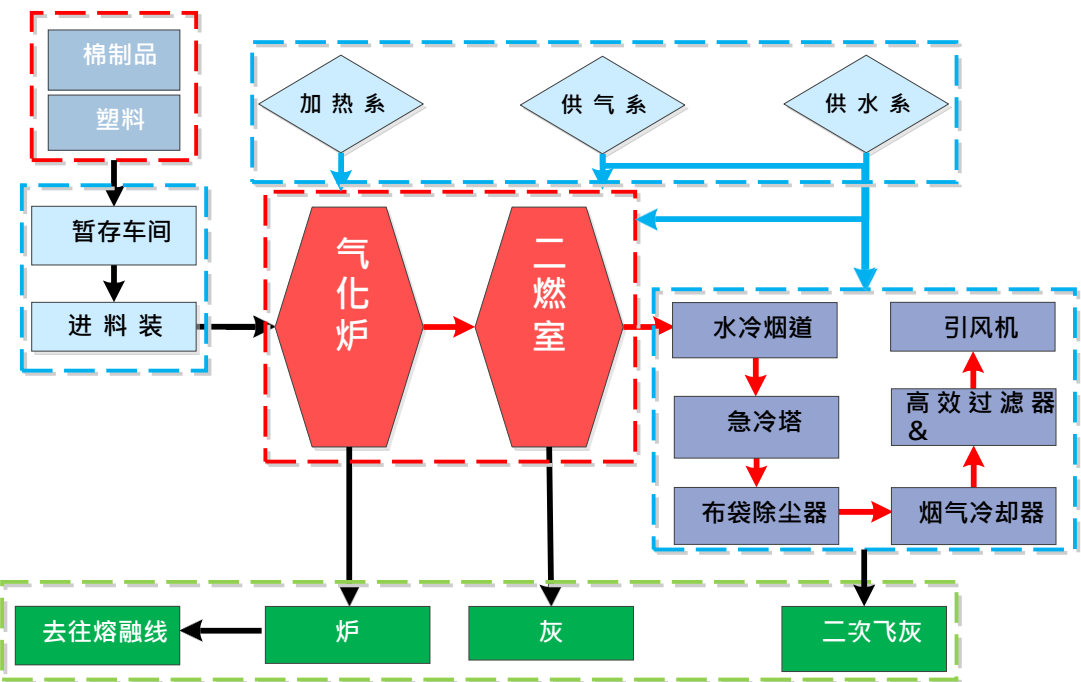 棉制品
塑料
加热系
供气系
供水系
暂存车间
进料装
气
化
炉
二
燃
室
水冷烟道
引风机
急冷塔
高效过滤器
&
布袋除尘器
烟气冷却器
去往熔融线
炉
灰
二次飞灰